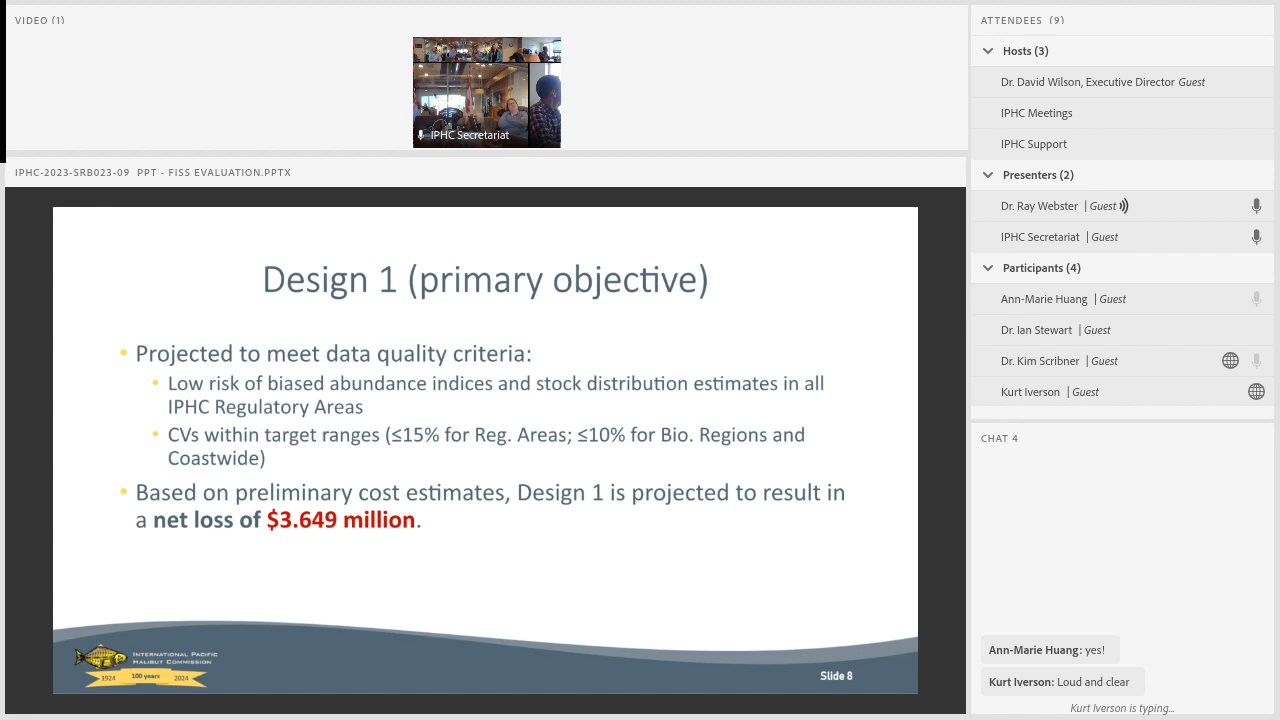 VIDEO (1)
IPHC Secretariat
IPHC-2023-SRB023-09 PPT - FISS EVALUATION.PPTX
Design 1 (primary objective)
• Projected to meet data quality criteria:
• Low risk of biased abundance indices and stock distribution estimates in all
IPHC Regulatory Areas
• CVs within target ranges (≤15% for Reg. Areas; ≤10% for Bio. Regions and
Coastwide)
• Based on preliminary cost estimates, Design 1 is projected to result in
a net loss of $3.649 million.
INTERNATIONAL PACIFIC
HALIBUT COMMISSION
1924 100 years 2024
Slide 8
ATTENDEES (9)
Hosts (3)
Dr. David Wilson, Executive Director Guest
IPHC Meetings
IPHC Support
Presenters (2)
Dr. Ray Webster | Guest
IPHC Secretariat | Guest
Participants (4)
Ann-Marie Huang | Guest
Dr. Ian Stewart | Guest
Dr. Kim Scribner | Guest
Kurt Iverson | Guest
CHAT 4
Ann-Marie Huang: yes!
Kurt Iverson: Loud and clear
Kurt Iverson is typing...